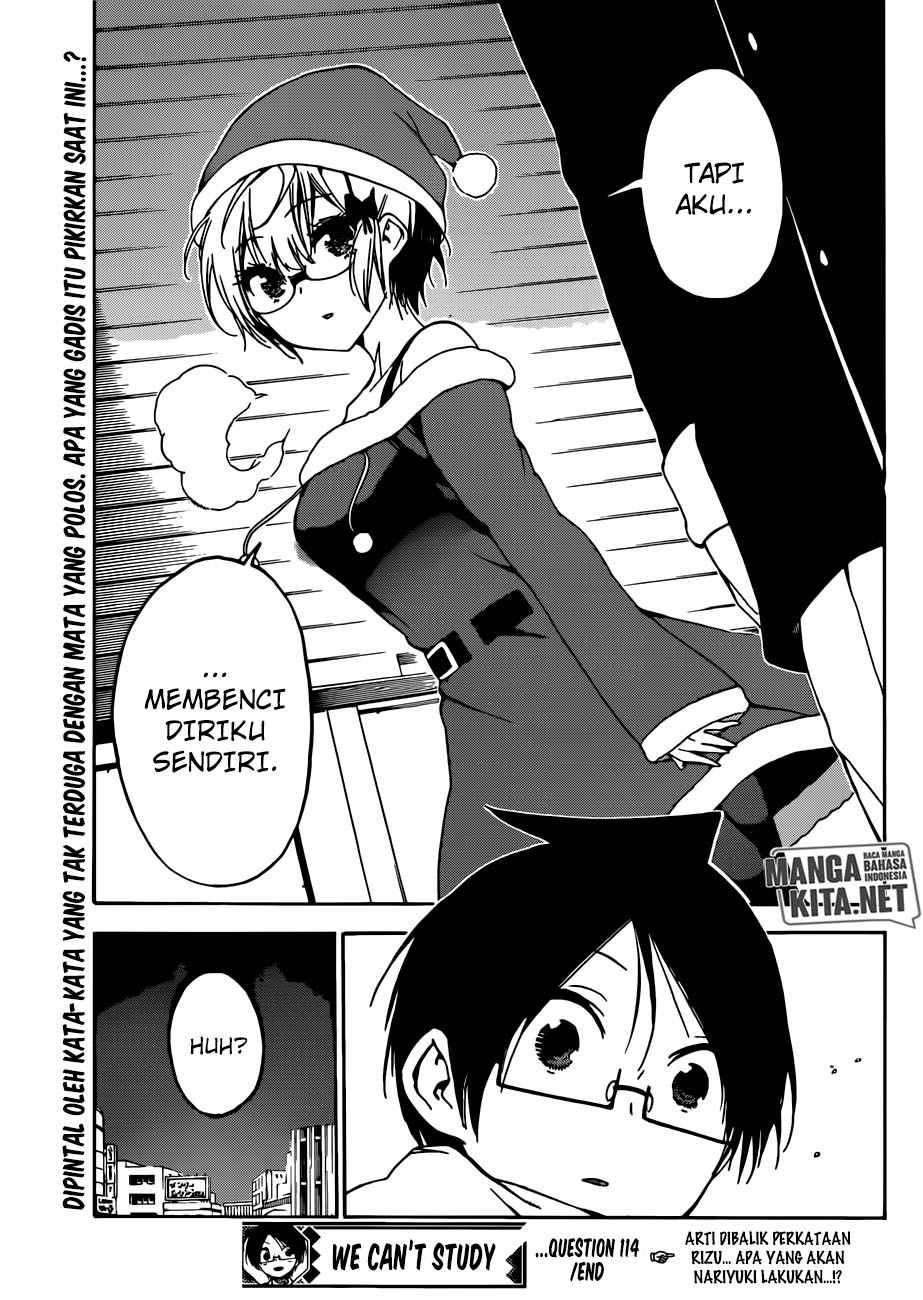 DIPINTAL OLEH KATA-KATA YANG TAK TERDUGA DENGAN MATA YANG POLOS. APA YANG GADIS ITU PIKIRKAN SAAT INI...?
TAPI
AKU...
...
MEMBENCI
DIRIKU
SENDIRI.
MANGA
KITA.NET
BACA MANGA
BAHASA
INDONESIA
HUH?
WE CAN'T STUDY
...QUESTION 114
/END
ARTI DIBALIK PERKATAAN
RIZU... APA YANG AKAN
NARIYUKI LAKUKAN...!?